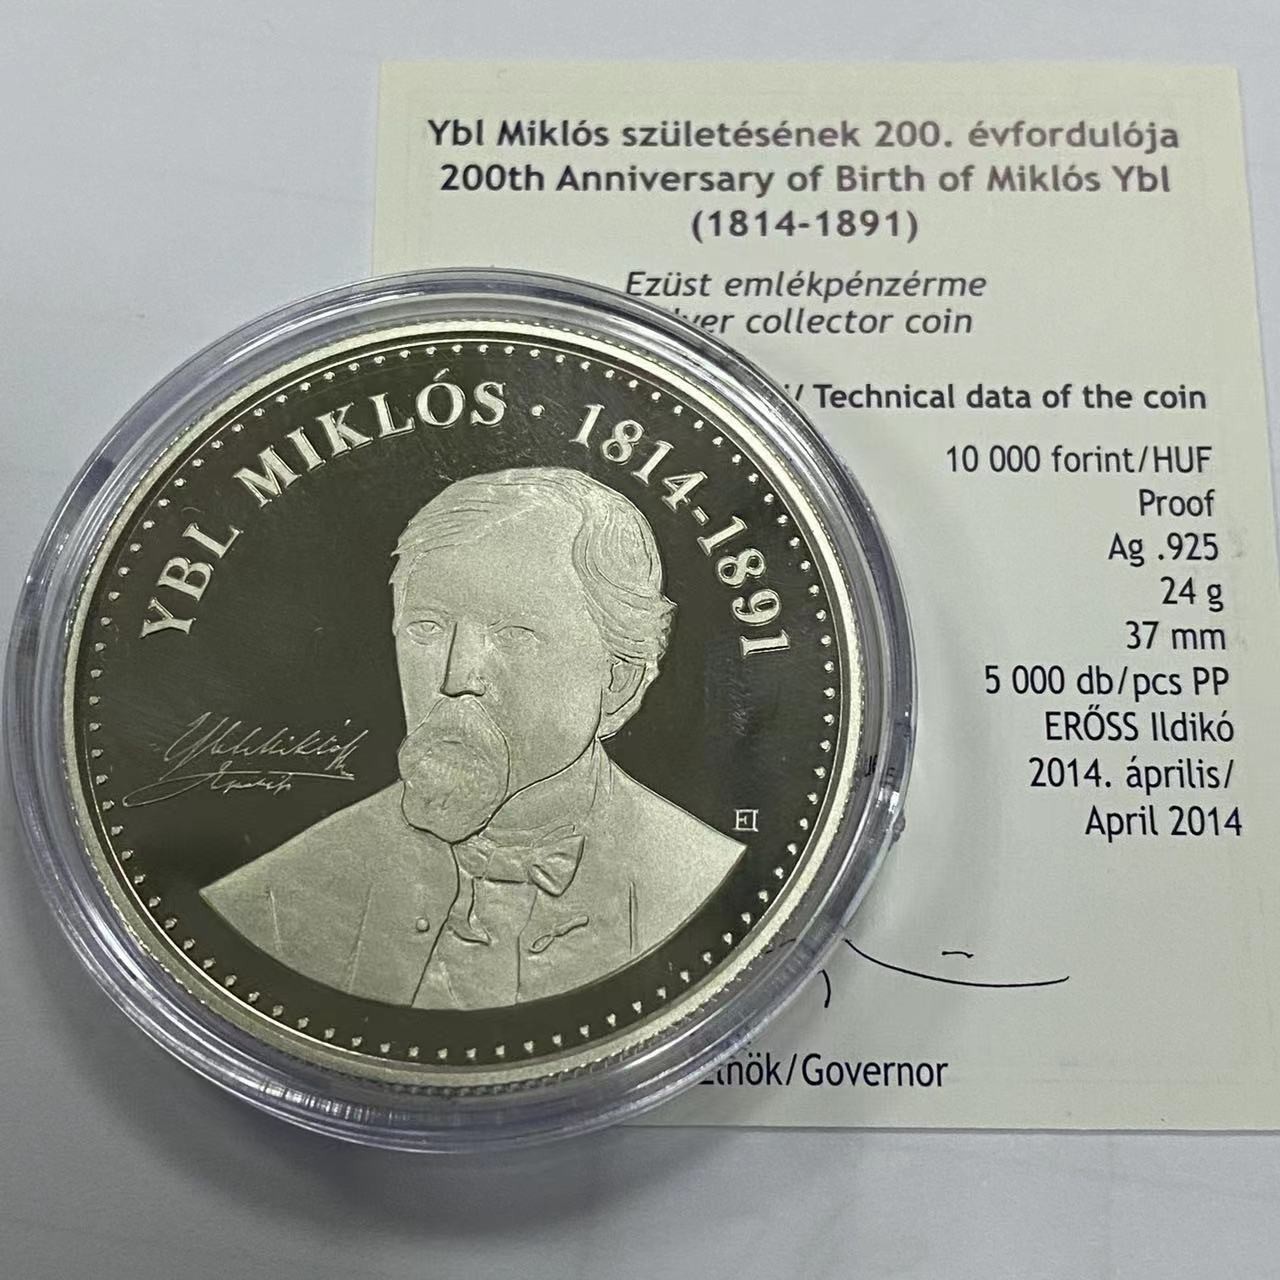 Ybl Miklós születésének 200. évfordulója
200th Anniversary of Birth of Miklós Ybl
(1814-1891)
Ezüst emlékpénzérme
collector coin
/ Technical data of the coin
10 000 forint/HUF
Proof
Ag .925
24 g
37 mm
5 000 db/pcs PP
ERŐSS Ildikó
2014. április/
April 2014
/Governor
YBL MIKLÓS · 1814-1891
Ybl Miklós
EI